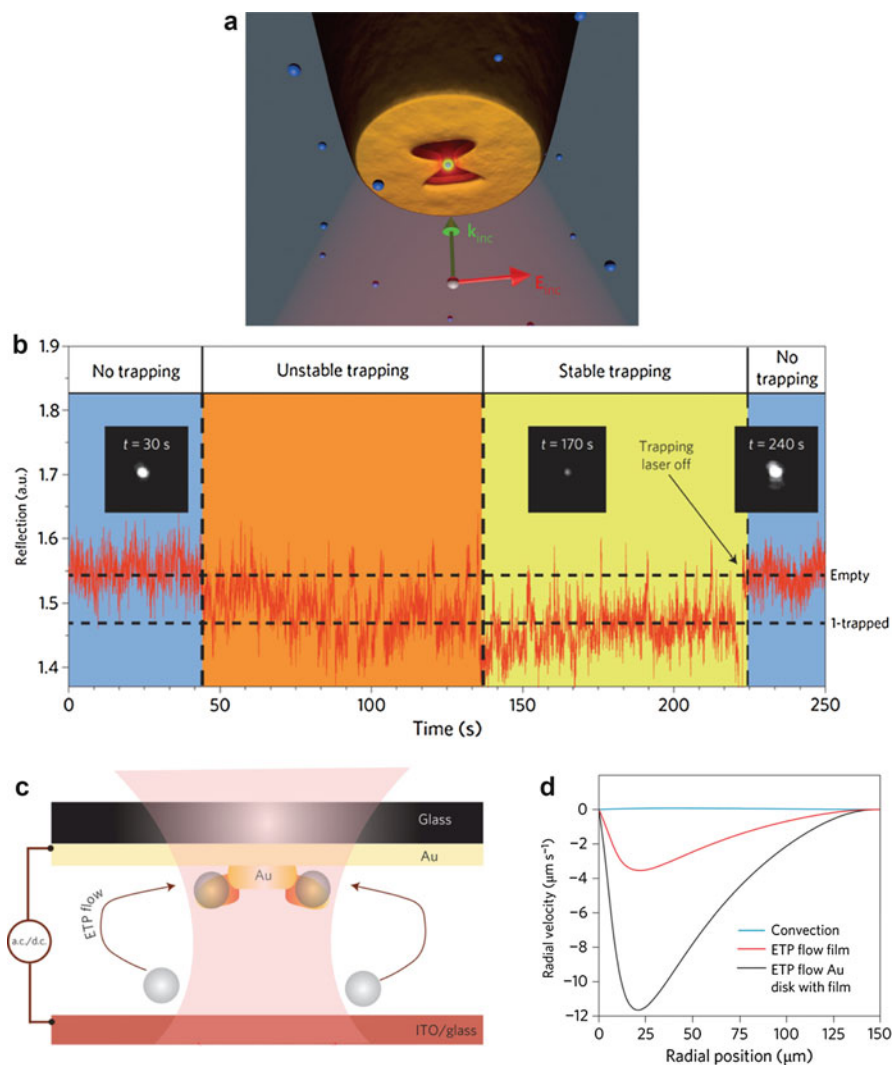 a
k inc
E inc
b
1.9
1.8
1.7
1.6
1.5
1.4
Reflection (a.u.)
No trapping
Unstable trapping
Stable trapping
No
trapping
t = 30 s
t = 170 s
t = 240 s
Trapping
laser off
Empty
1-trapped
0
50
100
150
200
250
Time (s)
c
Glass
Au
Au
ETP flow
a.c./d.c.
ITO/glass
d
0
−2
−4
−6
−8
−10
−12
Radial velocity (μm s⁻¹)
Convection
ETP flow film
ETP flow Au
disk with film
0
25
50
75
100
125
150
Radial position (μm)